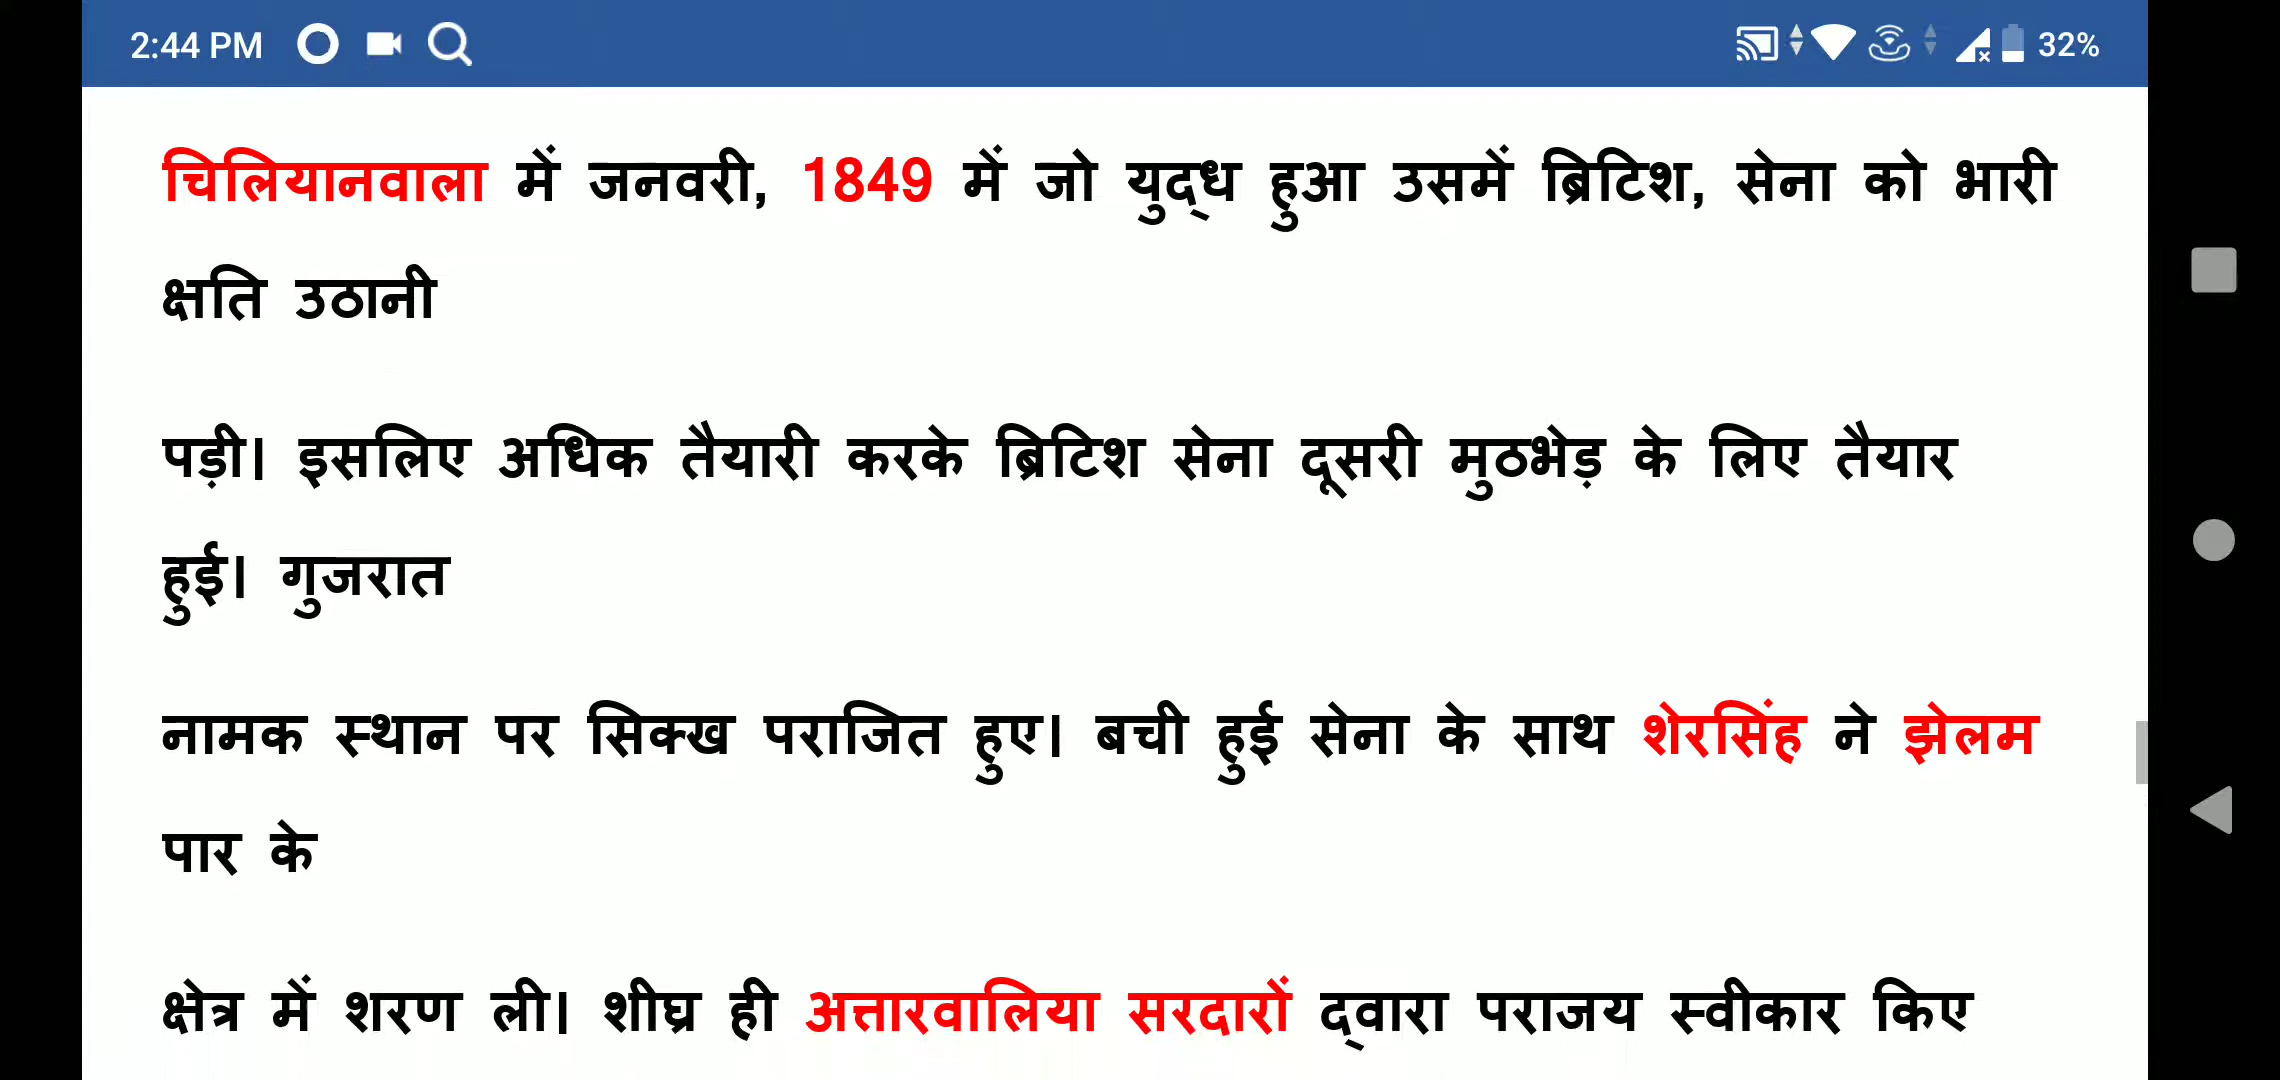 2:44 PM 32%
चिलियानवाला में जनवरी, 1849 में जो युद्ध हुआ उसमें ब्रिटिश, सेना को भारी
क्षति उठानी
पड़ी। इसलिए अधिक तैयारी करके ब्रिटिश सेना दूसरी मुठभेड़ के लिए तैयार
हुई। गुजरात
नामक स्थान पर सिक्ख पराजित हुए। बची हुई सेना के साथ शेरसिंह ने झेलम
पार के
क्षेत्र में शरण ली। शीघ्र ही अत्तारवालिया सरदारों द्वारा पराजय स्वीकार किए